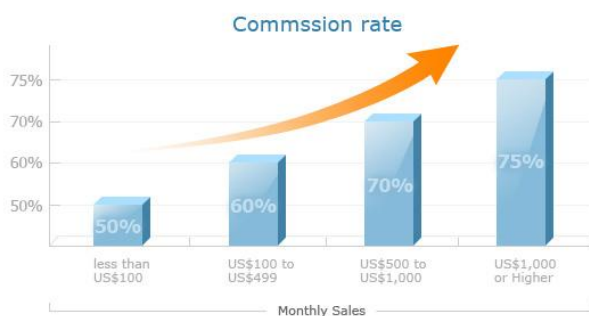 Commssion rate
75%
70%
60%
50%
50%
60%
70%
75%
less than
US$100
US$100 to
US$499
US$500 to
US$1,000
US$1,000
or Higher
Monthly Sales